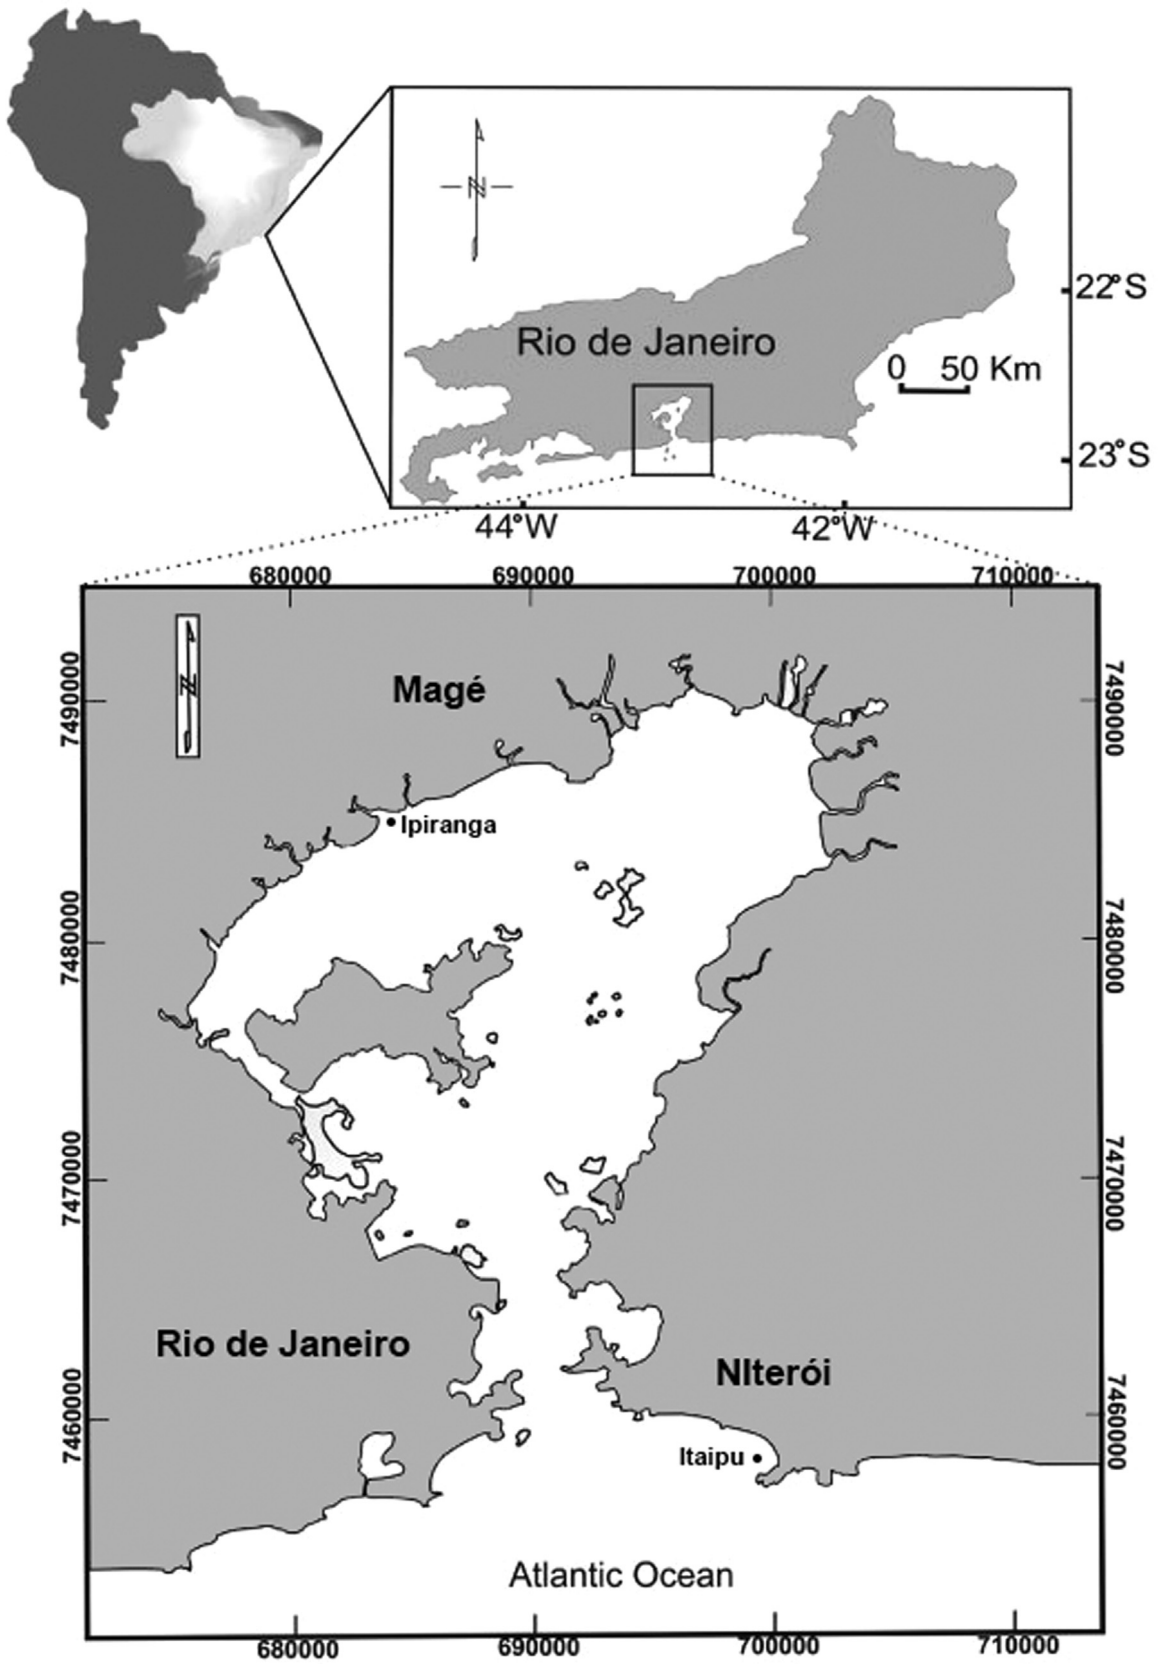 N
22°S
Rio de Janeiro
0 50 Km
23°S
44°W 42°W
680000 690000 700000 710000
N
7490000 7490000
Magé
Ipiranga
7480000 7480000
7470000 7470000
Rio de Janeiro
NIterói
7460000 7460000
Itaipu
Atlantic Ocean
680000 690000 700000 710000